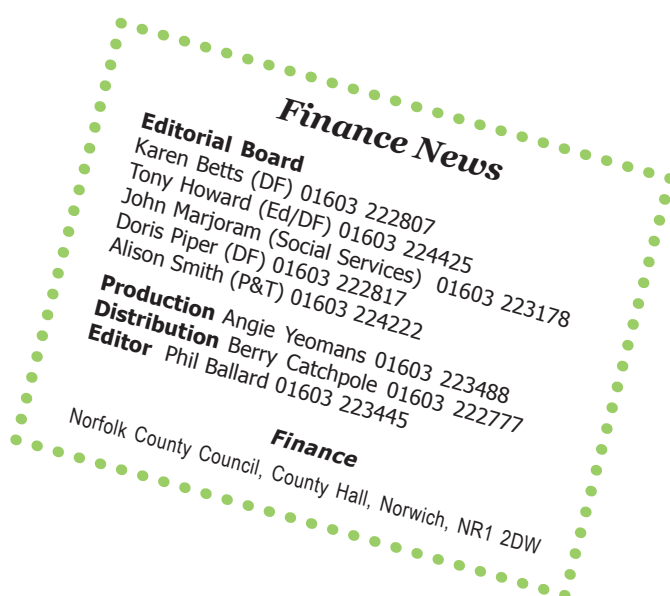 Finance News
Editorial Board
Karen Betts (DF) 01603 222807
Tony Howard (Ed/DF) 01603 224425
John Marjoram (Social Services) 01603 223178
Doris Piper (DF) 01603 222817
Alison Smith (P&T) 01603 224222
Production Angie Yeomans 01603 223488
Distribution Berry Catchpole 01603 222777
Editor Phil Ballard 01603 223445
Finance
Norfolk County Council, County Hall, Norwich, NR1 2DW